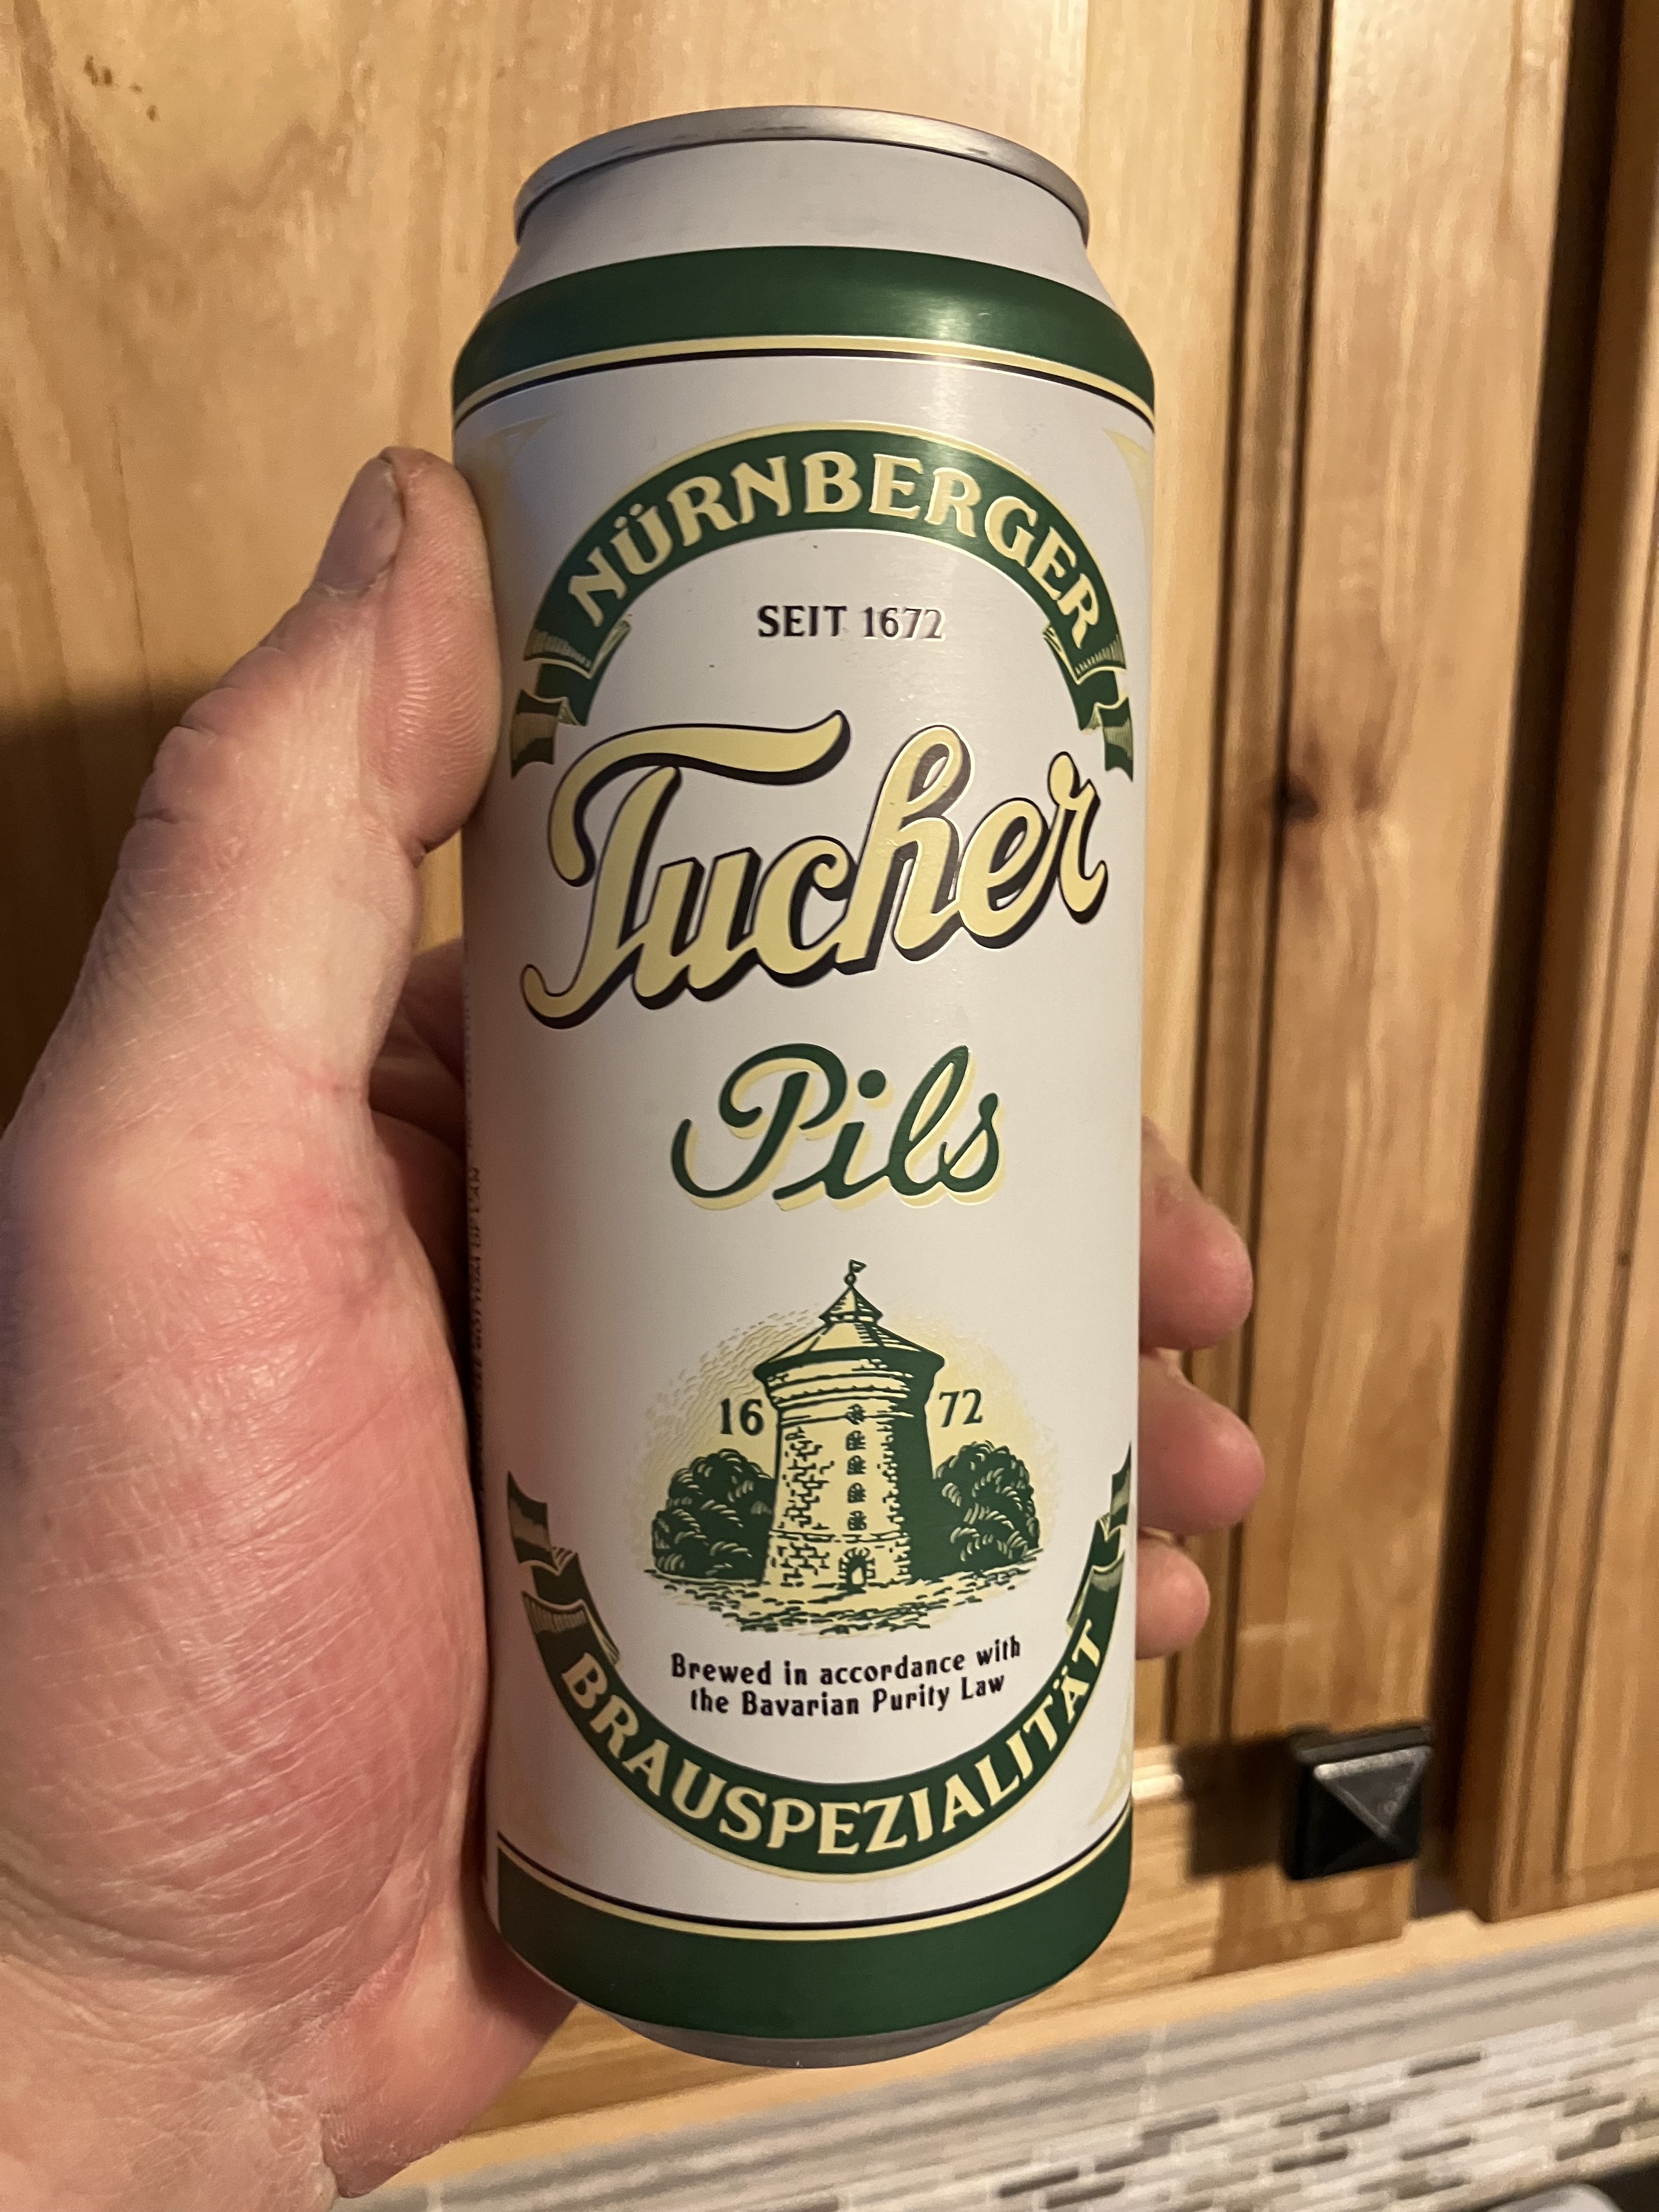 NÜRNBERGER
SEIT 1672
Tucher
Pils
16 72
Brewed in accordance with
the Bavarian Purity Law
BRAUSPEZIALITÄT